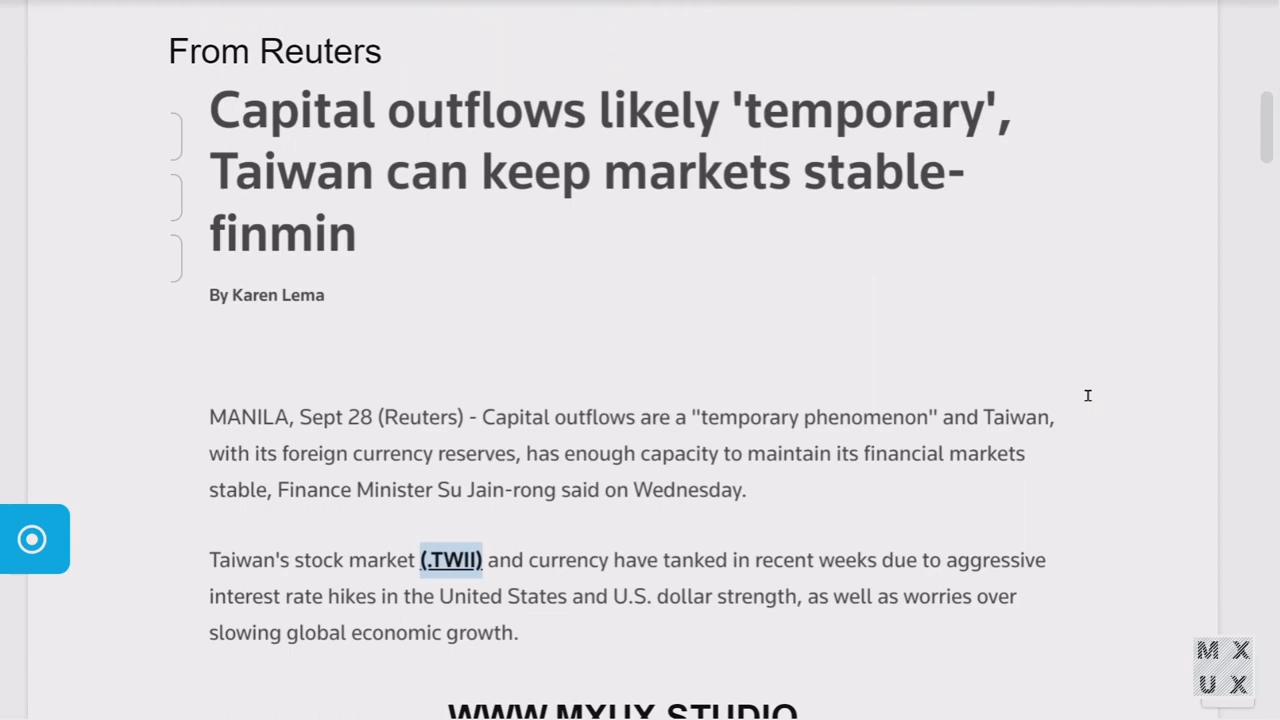 From Reuters
Capital outflows likely 'temporary',
Taiwan can keep markets stable-
finmin
By Karen Lema
MANILA, Sept 28 (Reuters) - Capital outflows are a "temporary phenomenon" and Taiwan,
with its foreign currency reserves, has enough capacity to maintain its financial markets
stable, Finance Minister Su Jain-rong said on Wednesday.
Taiwan's stock market (.TWII) and currency have tanked in recent weeks due to aggressive
interest rate hikes in the United States and U.S. dollar strength, as well as worries over
slowing global economic growth.
M X
U X
WWW.MXUX.STUDIO